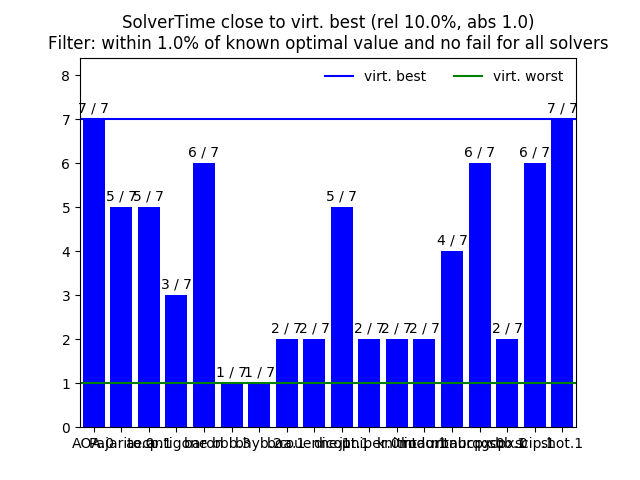 SolverTime close to virt. best (rel 10.0%, abs 1.0)
Filter: within 1.0% of known optimal value and no fail for all solvers
virt. best
virt. worst
8
7
6
5
4
3
2
1
0
7 / 7
5 / 7
5 / 7
3 / 7
6 / 7
1 / 7
1 / 7
2 / 7
2 / 7
5 / 7
2 / 7
2 / 7
2 / 7
4 / 7
6 / 7
2 / 7
6 / 7
7 / 7
shot.1